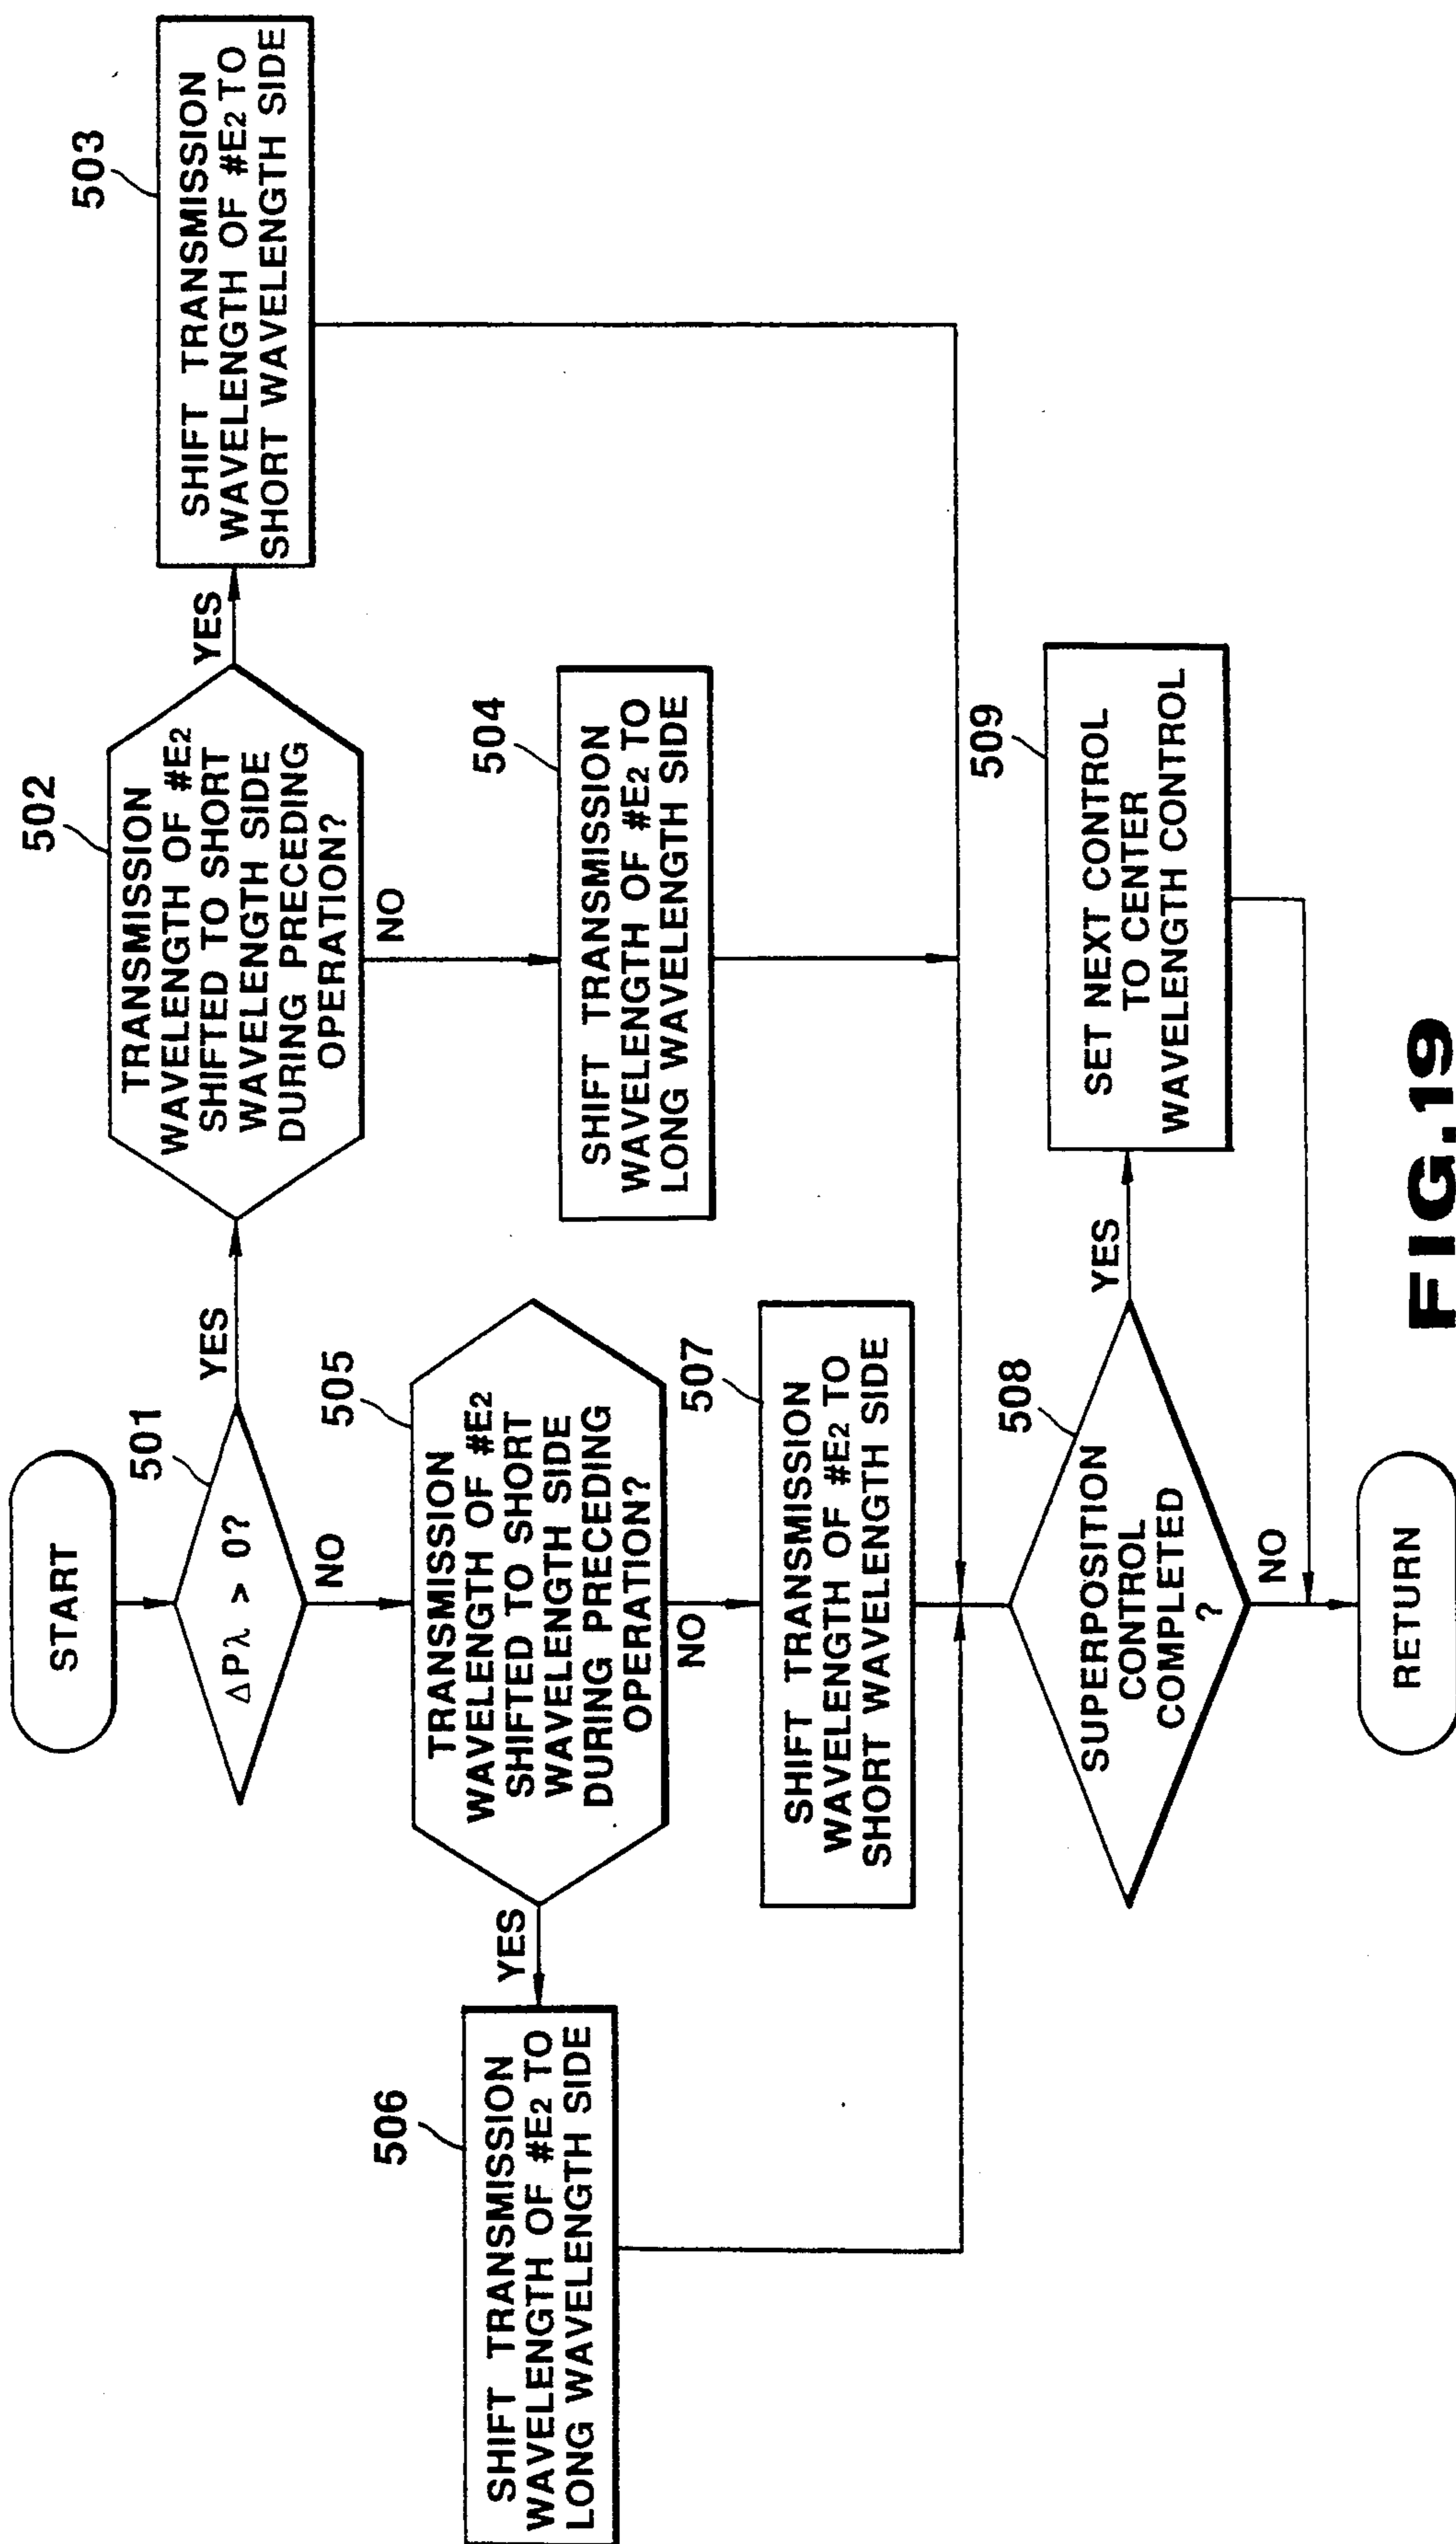 START
501
ΔPλ > 0?
YES
NO
502
TRANSMISSION
WAVELENGTH OF #E2
SHIFTED TO SHORT
WAVELENGTH SIDE
DURING PRECEDING
OPERATION?
YES
NO
503
SHIFT TRANSMISSION
WAVELENGTH OF #E2 TO
SHORT WAVELENGTH SIDE
504
SHIFT TRANSMISSION
WAVELENGTH OF #E2 TO
LONG WAVELENGTH SIDE
505
TRANSMISSION
WAVELENGTH OF #E2
SHIFTED TO SHORT
WAVELENGTH SIDE
DURING PRECEDING
OPERATION?
YES
NO
506
SHIFT TRANSMISSION
WAVELENGTH OF #E2 TO
LONG WAVELENGTH SIDE
507
SHIFT TRANSMISSION
WAVELENGTH OF #E2 TO
SHORT WAVELENGTH SIDE
508
SUPERPOSITION
CONTROL
COMPLETED
?
YES
NO
509
SET NEXT CONTROL
TO CENTER
WAVELENGTH CONTROL
RETURN
FIG.19